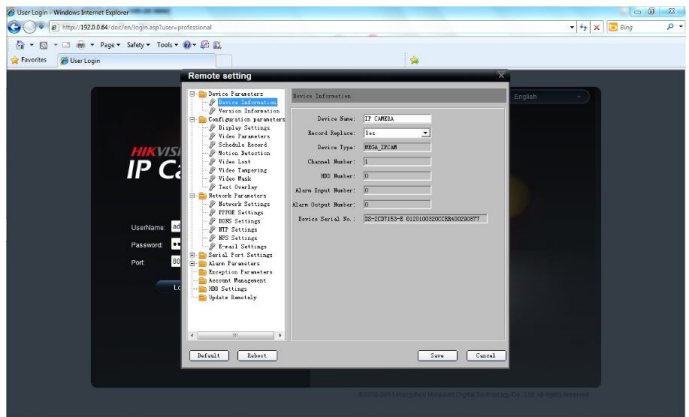 User Login - Windows Internet Explorer
http://192.0.0.64/doc/en/login.asp?user=professional
Bing
Page Safety Tools
Favorites User Login
Remote setting
English
HIKVIS
IP Ca
UserName: ad
Password:
Port: 80
Lo
Device Parameters
Device Information
Version Information
Configuration parameters
Display Settings
Video Parameters
Schedule Record
Motion Detection
Video Lost
Video Tampering
Video Mask
Text Overlay
Network Parameters
Network Settings
PPPOE Settings
DDNS Settings
NTP Settings
NFS Settings
E-mail Settings
Serial Port Settings
Alarm Parameters
Exception Parameters
Account Management
HDD Settings
Update Remotely
Device Information
Device Name: IP CAMERA
Record Replace: Yes
Device Type: MEGA_IPCAM
Channel Number: 1
HDD Number: 0
Alarm Input Number: 0
Alarm Output Number: 0
Device Serial No.:
Default Reboot Save Cancel